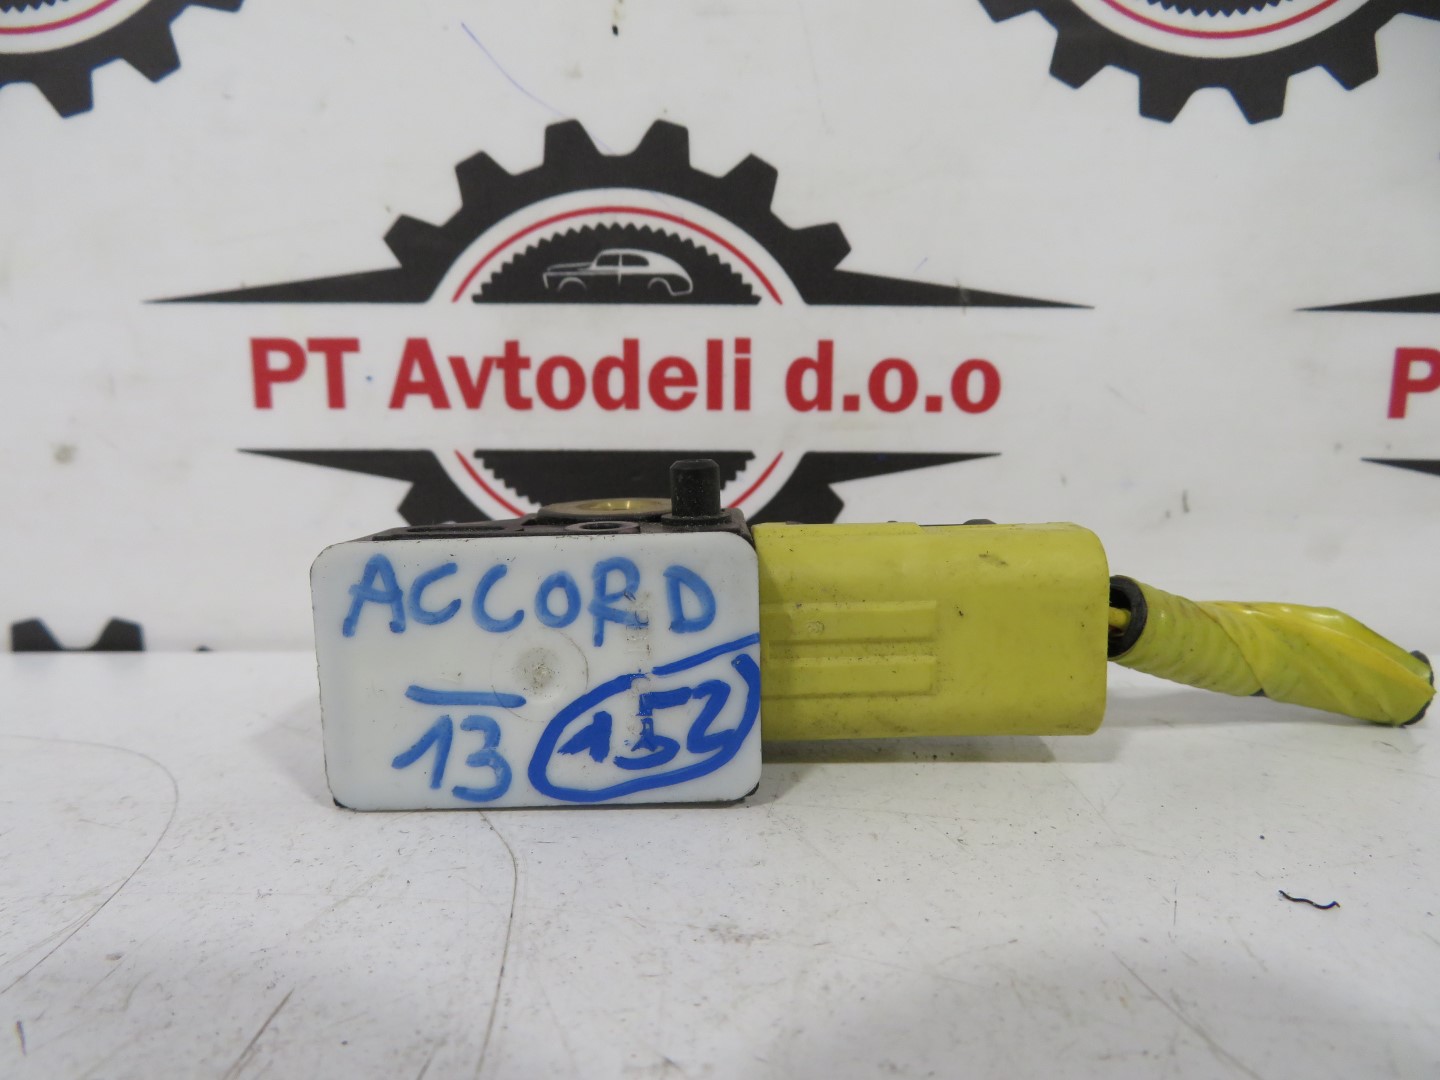 PT Avtodeli d.o.o
P
ACCORD
13 152